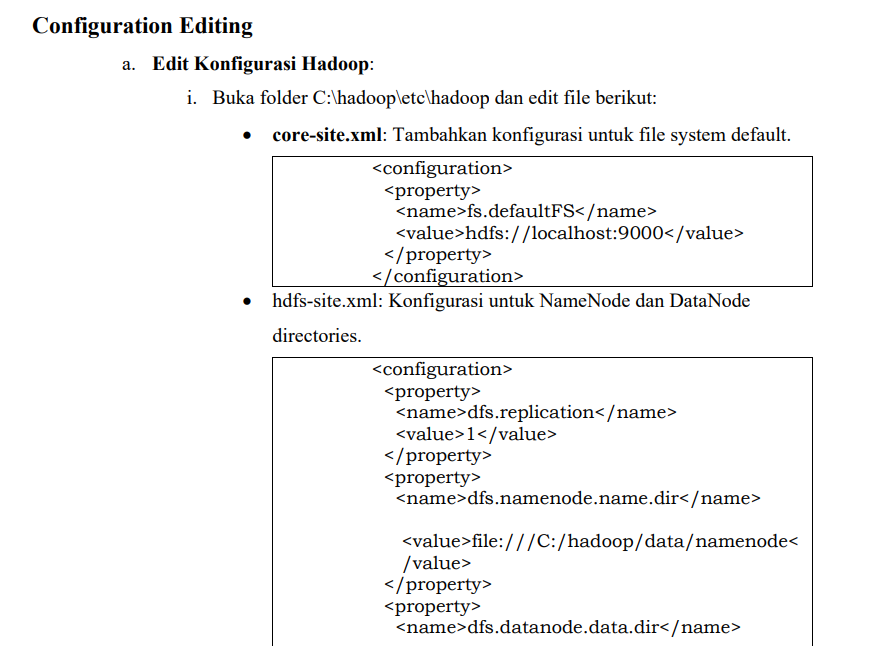 Configuration Editing
a. Edit Konfigurasi Hadoop:
i. Buka folder C:\hadoop\etc\hadoop dan edit file berikut:
• core-site.xml: Tambahkan konfigurasi untuk file system default.
<configuration>
<property>
<name>fs.defaultFS</name>
<value>hdfs://localhost:9000</value>
</property>
</configuration>
• hdfs-site.xml: Konfigurasi untuk NameNode dan DataNode
directories.
<configuration>
<property>
<name>dfs.replication</name>
<value>1</value>
</property>
<property>
<name>dfs.namenode.name.dir</name>
<value>file:///C:/hadoop/data/namenode<
/value>
</property>
<property>
<name>dfs.datanode.data.dir</name>